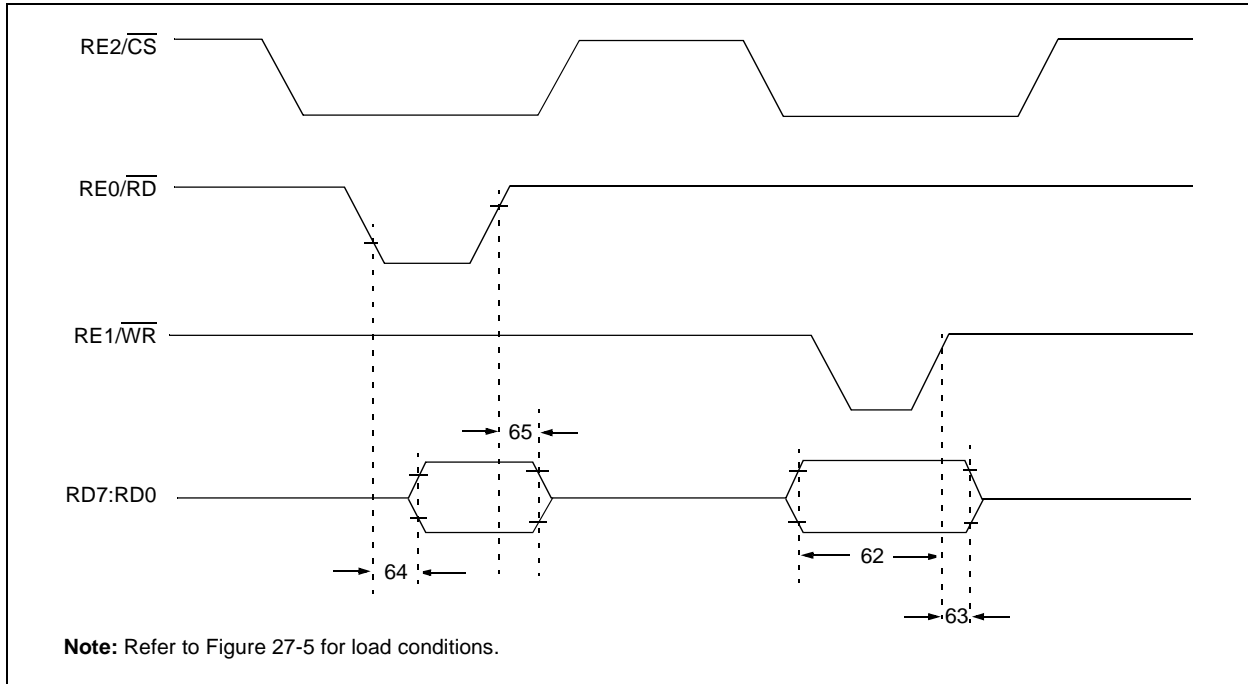 RE2/CS
RE0/RD
RE1/WR
65
RD7:RD0
64
62
63
Note: Refer to Figure 27-5 for load conditions.